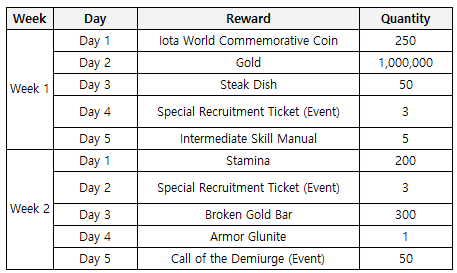 Week Day Reward Quantity
Week 1 Day 1 Iota World Commemorative Coin 250
Day 2 Gold 1,000,000
Day 3 Steak Dish 50
Day 4 Special Recruitment Ticket (Event) 3
Day 5 Intermediate Skill Manual 5
Week 2 Day 1 Stamina 200
Day 2 Special Recruitment Ticket (Event) 3
Day 3 Broken Gold Bar 300
Day 4 Armor Glunite 1
Day 5 Call of the Demiurge (Event) 50